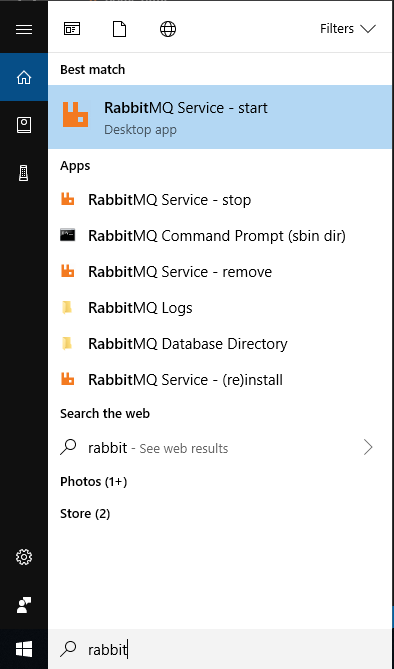 Filters
Best match
RabbitMQ Service - start
Desktop app
Apps
RabbitMQ Service - stop
RabbitMQ Command Prompt (sbin dir)
RabbitMQ Service - remove
RabbitMQ Logs
RabbitMQ Database Directory
RabbitMQ Service - (re)install
Search the web
rabbit - See web results
Photos (1+)
Store (2)
rabbit